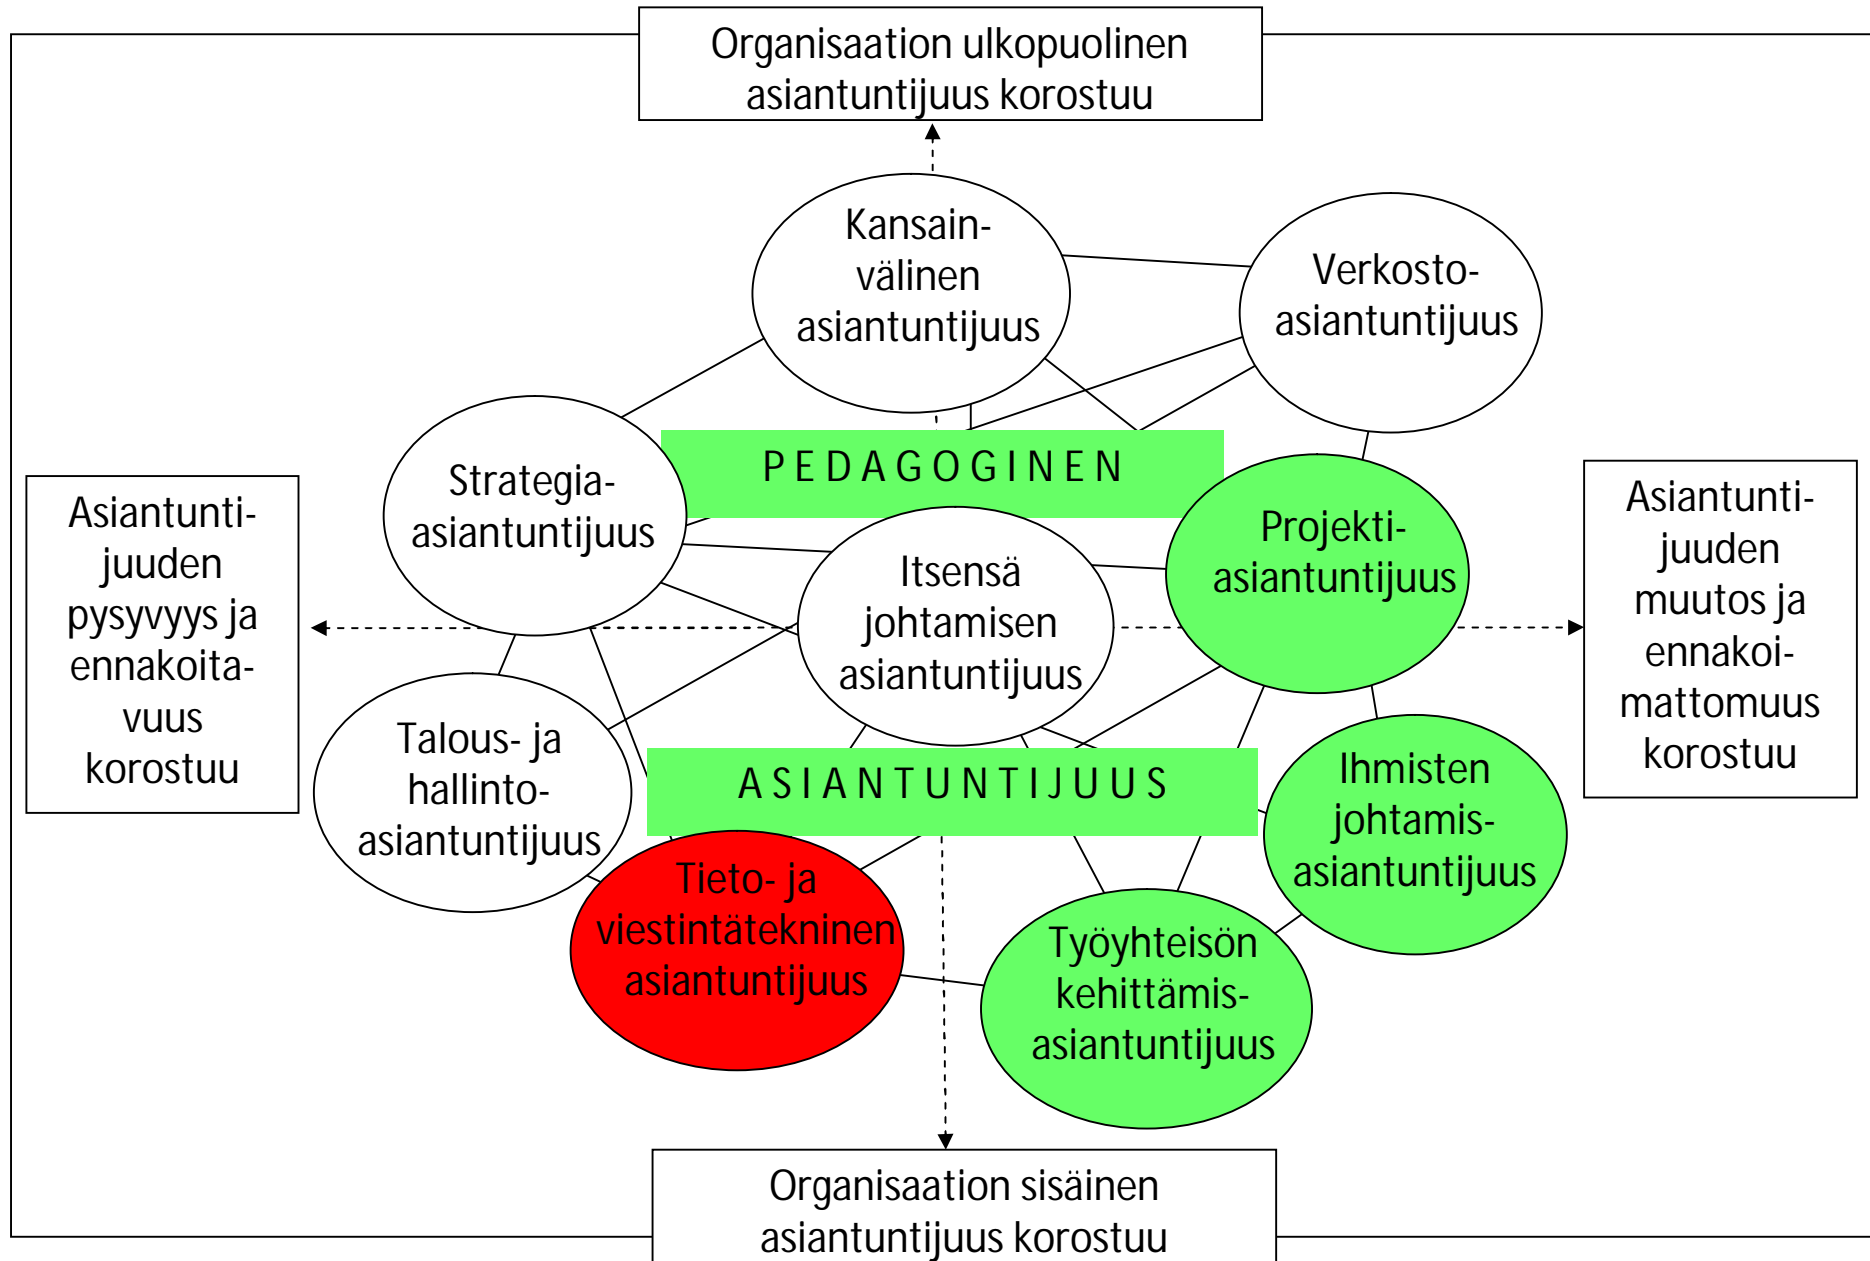 Organisaation ulkopuolinen
asiantuntijuus korostuu
Kansain-
välinen
asiantuntijuus
Verkosto-
asiantuntijuus
P E D A G O G I N E N
Strategia-
asiantuntijuus
Asiantunti-
juuden
pysyvyys ja
ennakoita-
vuus
korostuu
Itsensä
johtamisen
asiantuntijuus
Projekti-
asiantuntijuus
Asiantunti-
juuden
muutos ja
ennakoi-
mattomuus
korostuu
Talous- ja
hallinto-
asiantuntijuus
A S I A N T U N T I J U U S
Ihmisten
johtamis-
asiantuntijuus
Tieto- ja
viestintätekninen
asiantuntijuus
Työyhteisön
kehittämis-
asiantuntijuus
Organisaation sisäinen
asiantuntijuus korostuu